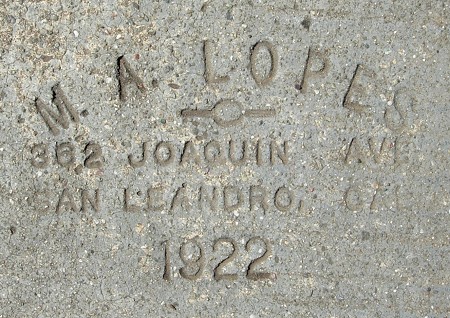 M. A. LOPES
362 JOAQUIN AVE
SAN LEANDRO, CAL
1922